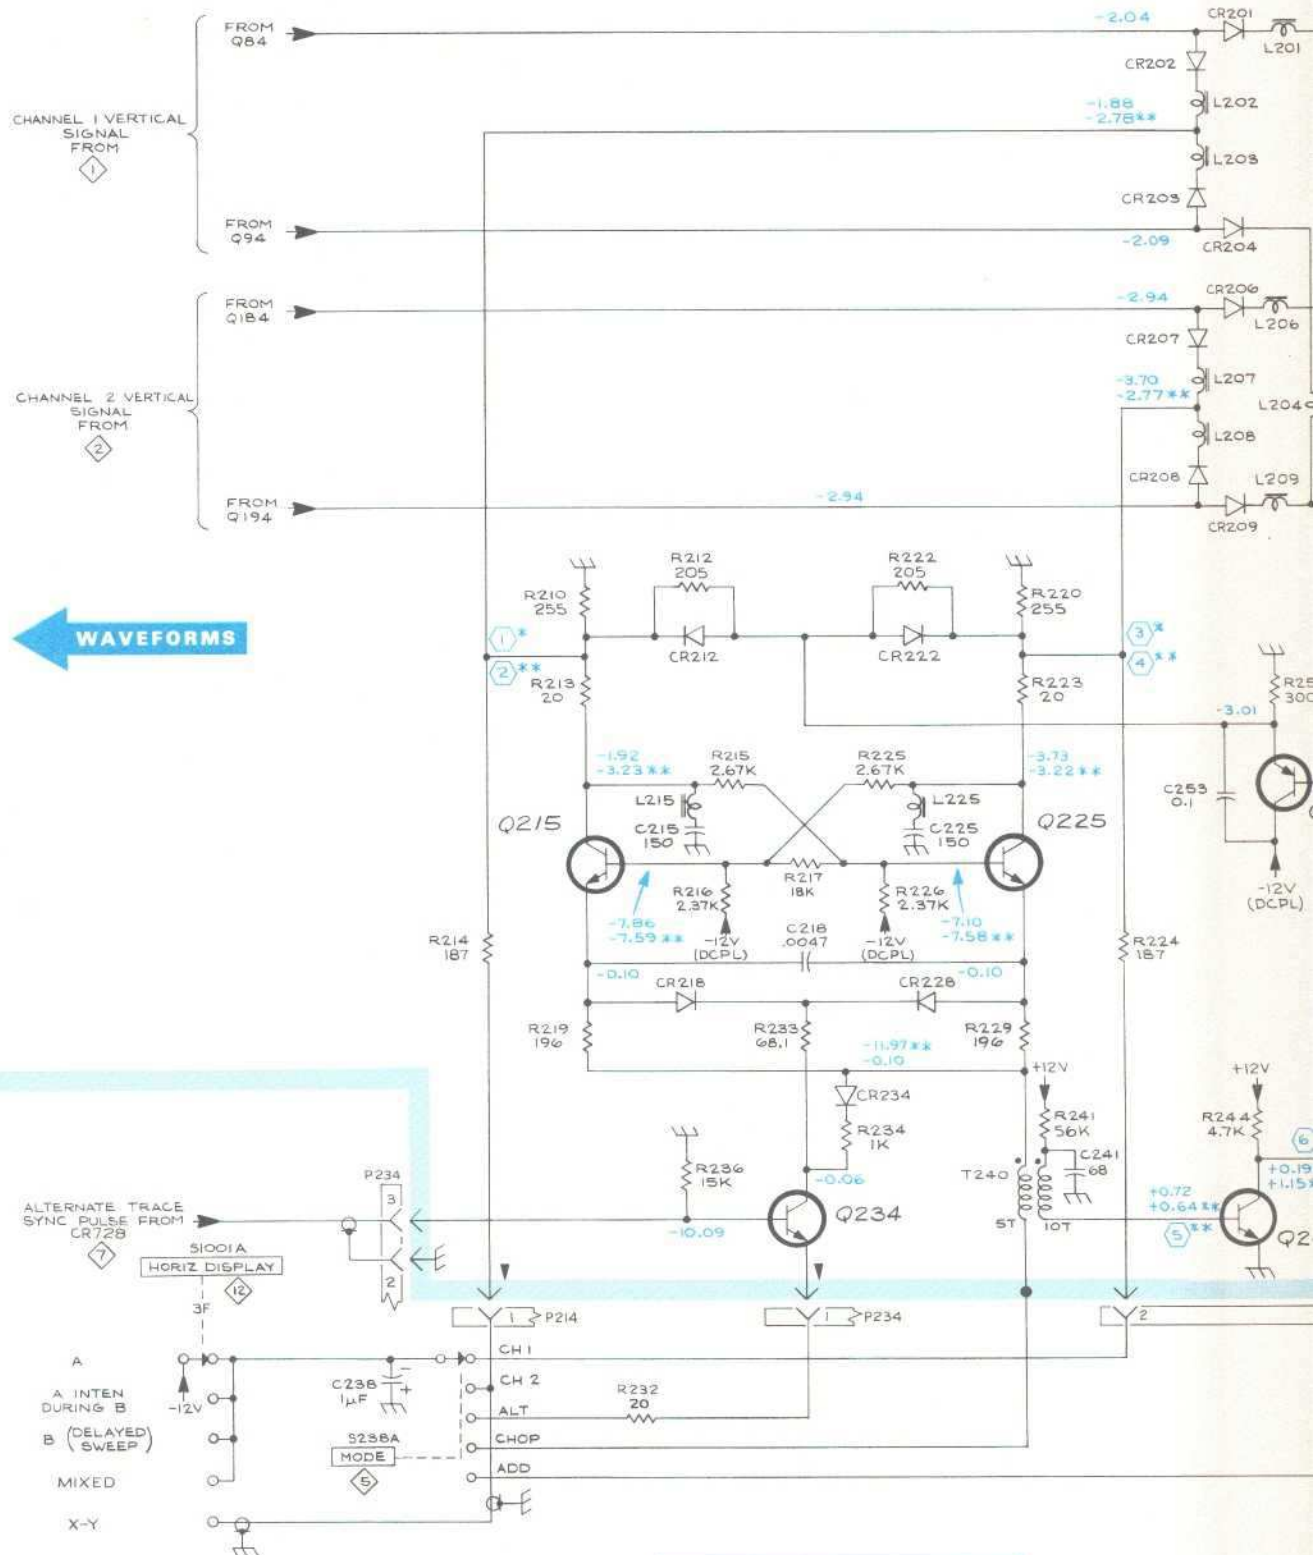 FROM
Q84
-2.04
CR201
L201
CR202
-1.88
-2.78**
L202
CHANNEL 1 VERTICAL
SIGNAL
FROM
1
L203
CR203
FROM
Q94
-2.09
CR204
FROM
Q184
-2.94
CR206
L206
CR207
-3.70
-2.77**
L207
CHANNEL 2 VERTICAL
SIGNAL
FROM
2
L204
L208
CR208
L209
FROM
Q194
-2.94
CR209
R212
205
R222
205
R210
255
R220
255
WAVEFORMS
1*
2**
CR212
CR222
3*
4**
R213
20
R223
20
-3.01
-1.92
-3.23**
R215
2.67K
R225
2.67K
-3.73
-3.22**
L215
L225
C253
0.1
Q215
C215
150
C225
150
Q225
R217
18K
R216
2.37K
R226
2.37K
-12V
(DCPL)
-7.86
-7.59**
-12V
(DCPL)
C218
.0047
-12V
(DCPL)
-7.10
-7.58**
R214
187
R224
187
-0.10
-0.10
CR218
CR228
R219
196
R233
68.1
-11.97**
-0.10
R229
196
+12V
+12V
CR234
R241
56K
R244
4.7K
R234
1K
6
P234
R236
15K
T240
C241
68
+0.19
+1.15*
3
-0.06
+0.72
+0.64**
ALTERNATE TRACE
SYNC PULSE FROM
CR728
7
Q234
5T
10T
5**
-10.09
S1001A
HORIZ DISPLAY
12
2
3F
1
P214
1
P234
2
A
CH 1
C238
1µF
-
+
CH 2
R232
20
A INTEN
DURING B
-12V
ALT
B (DELAYED SWEEP)
S238A
MODE
5
CHOP
MIXED
ADD
X-Y